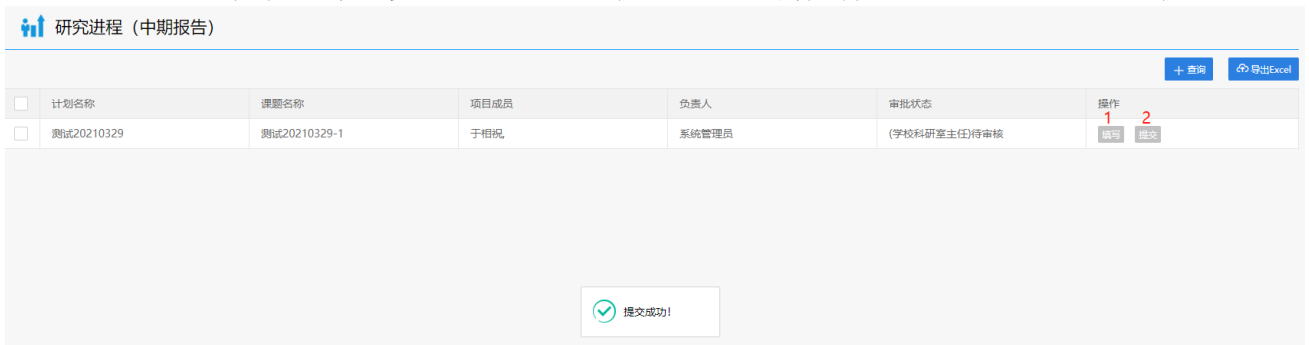 研究进程（中期报告）
+ 查询 导出Excel
计划名称 课题名称 项目成员 负责人 审批状态 操作
1 2
测试20210329 测试20210329-1 于相祝, 系统管理员 (学校科研室主任)待审核 填写 提交
提交成功!